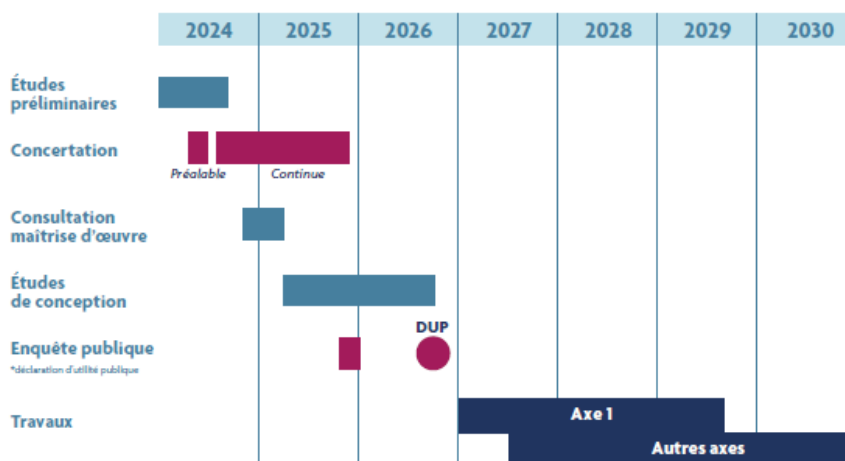 2024 2025 2026 2027 2028 2029 2030
Études
préliminaires
Concertation
Préalable Continue
Consultation
maîtrise d'œuvre
Études
de conception
DUP
Enquête publique
*déclaration d'utilité publique
Travaux
Axe 1
Autres axes